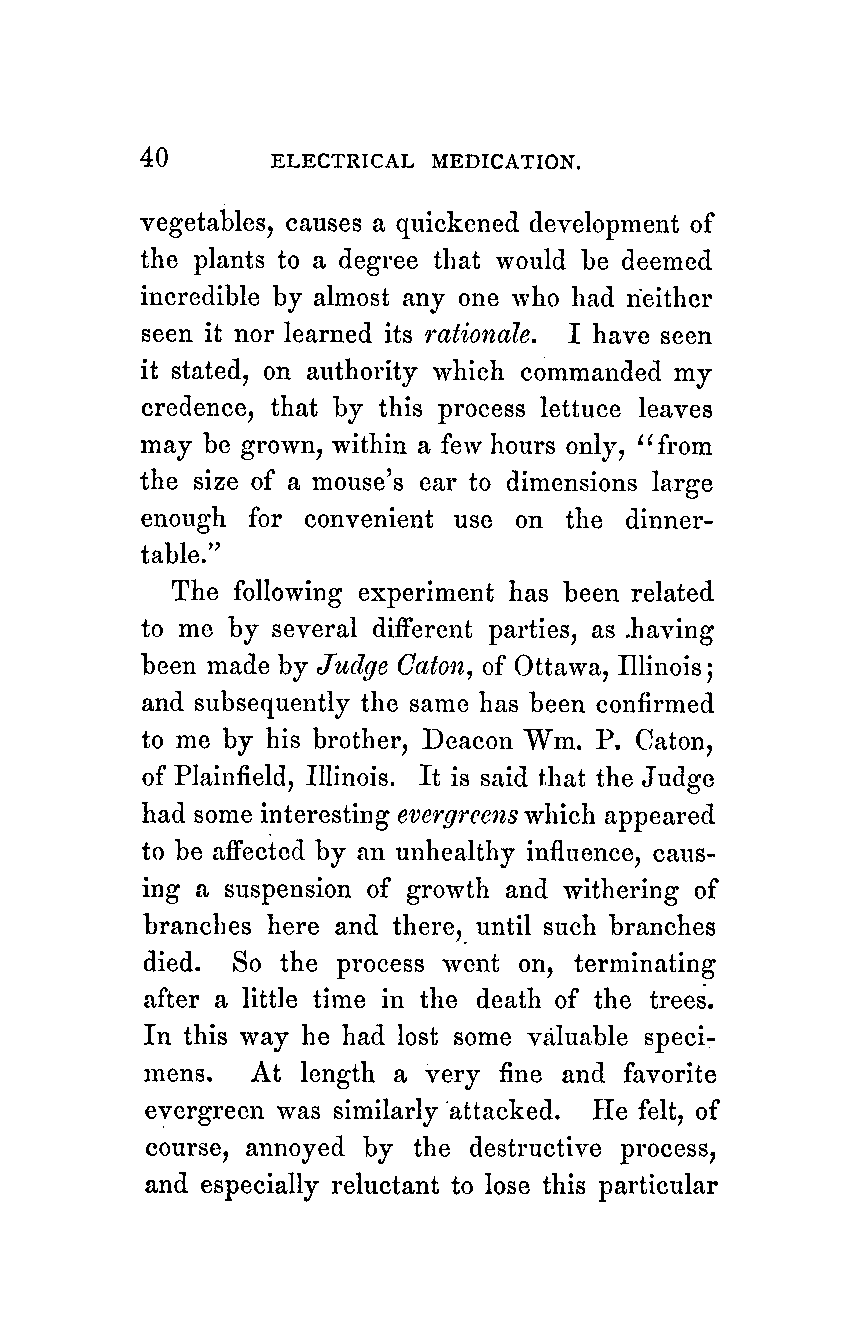 40 ELECTRICAL MEDICATION.
vegetables, causes a quickened development of
the plants to a degree that would be deemed
incredible by almost any one who had neither
seen it nor learned its rationale. I have seen
it stated, on authority which commanded my
credence, that by this process lettuce leaves
may be grown, within a few hours only, “from
the size of a mouse’s ear to dimensions large
enough for convenient use on the dinner-
table.”
The following experiment has been related
to me by several different parties, as having
been made by Judge Caton, of Ottawa, Illinois;
and subsequently the same has been confirmed
to me by his brother, Deacon Wm. P. Caton,
of Plainfield, Illinois. It is said that the Judge
had some interesting evergreens which appeared
to be affected by an unhealthy influence, caus-
ing a suspension of growth and withering of
branches here and there, until such branches
died. So the process went on, terminating
after a little time in the death of the trees.
In this way he had lost some valuable speci-
mens. At length a very fine and favorite
evergreen was similarly attacked. He felt, of
course, annoyed by the destructive process,
and especially reluctant to lose this particular